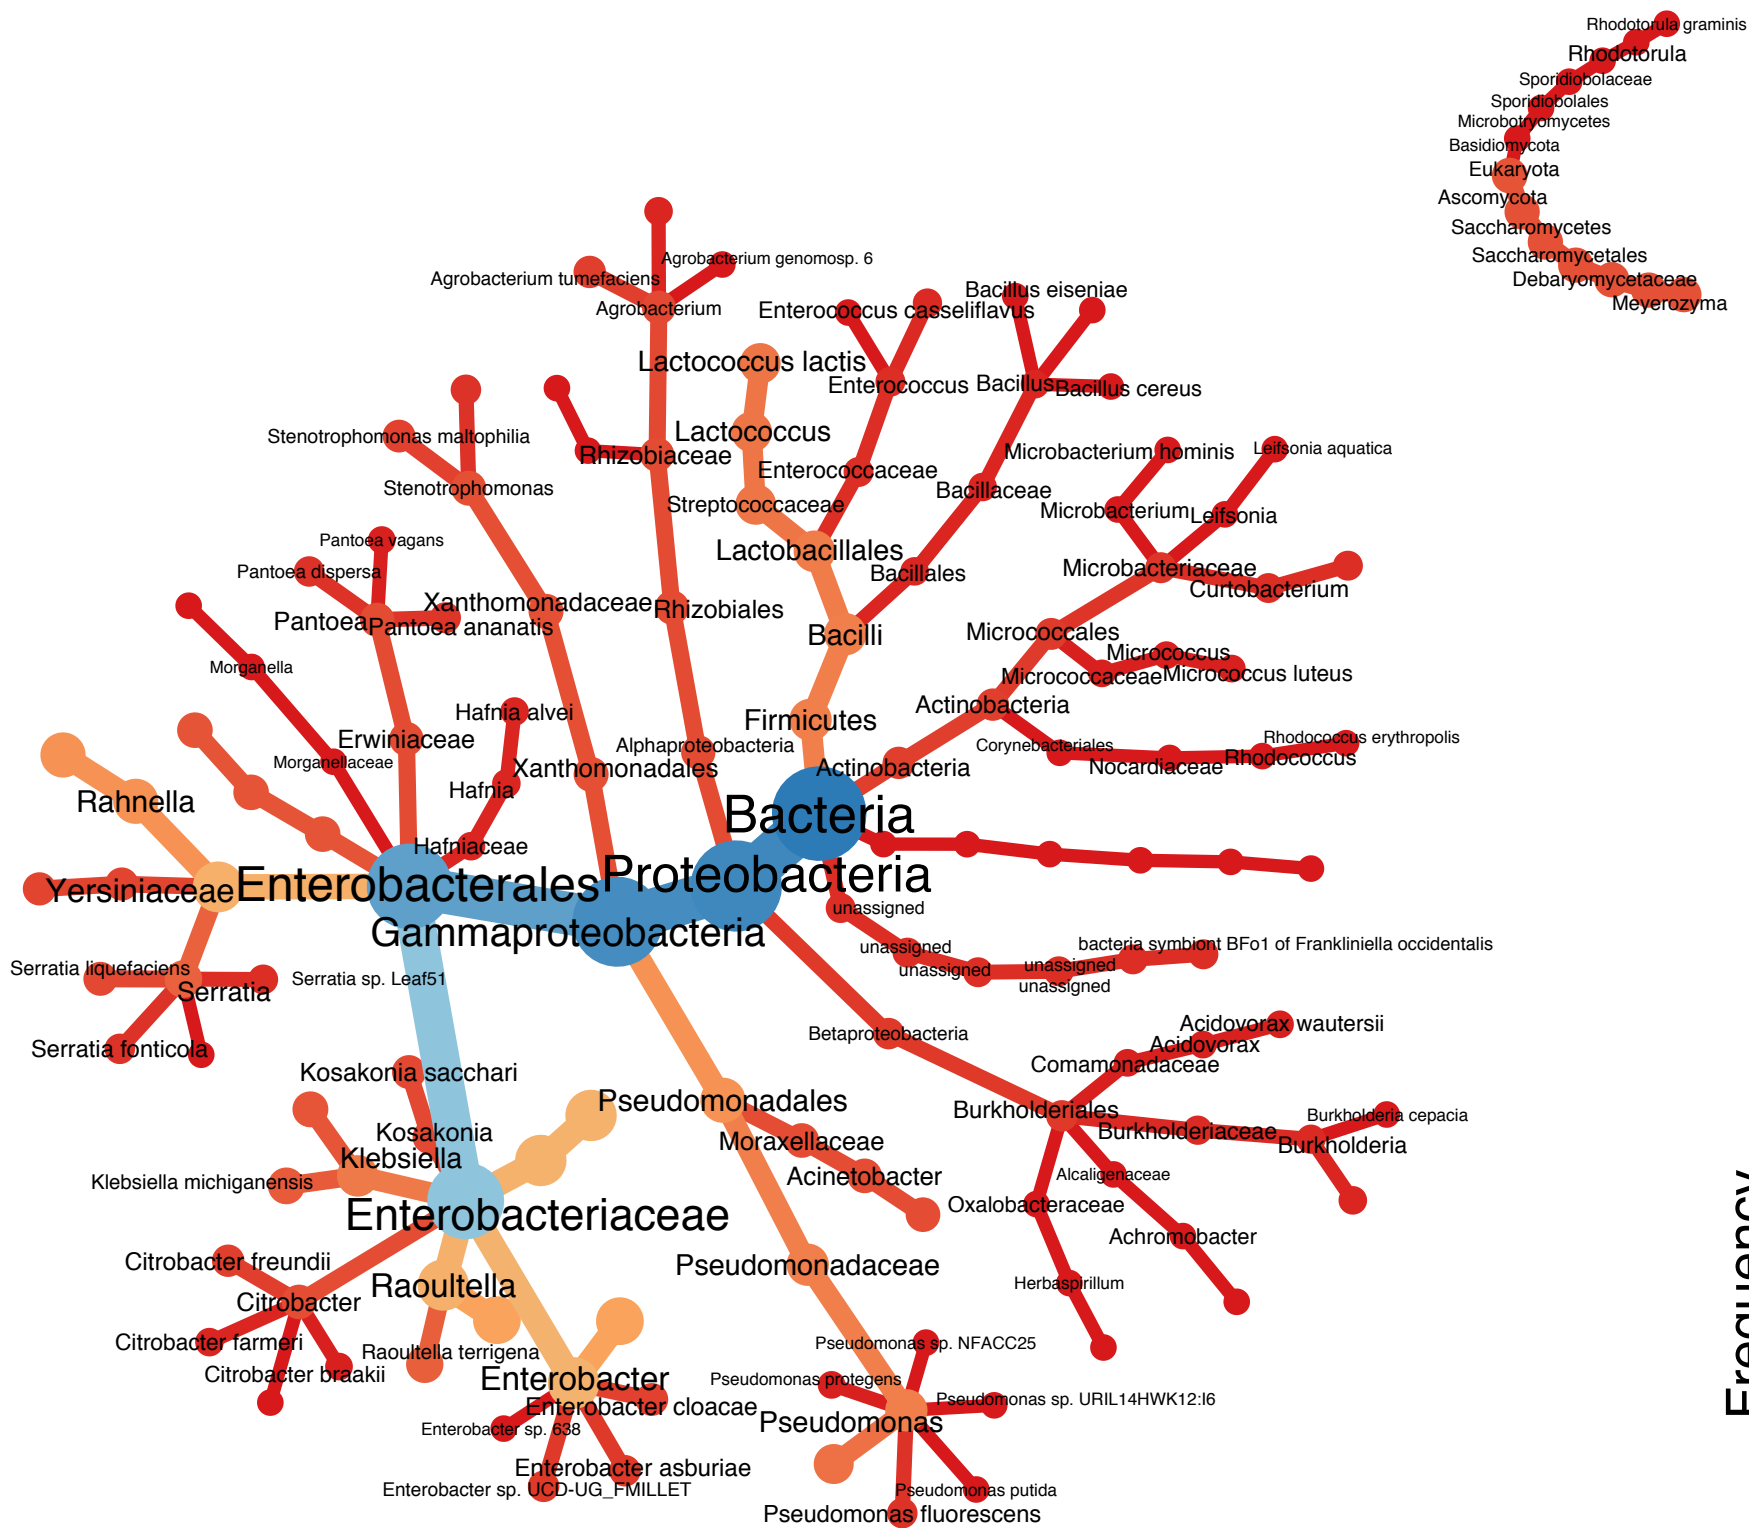 Rhodotorula graminis
Rhodotorula
Sporidiobolaceae
Sporidiobolales
Microbotryomycetes
Basidiomycota
Eukaryota
Ascomycota
Saccharomycetes
Saccharomycetales
Debaryomycetaceae
Meyerozyma
Agrobacterium genomosp. 6
Agrobacterium tumefaciens
Agrobacterium
Bacillus eiseniae
Enterococcus casseliflavus
Lactococcus lactis
Enterococcus
Bacillus
Bacillus cereus
Stenotrophomonas maltophilia
Lactococcus
Rhizobiaceae
Microbacterium hominis
Leifsonia aquatica
Enterococcaceae
Stenotrophomonas
Bacillaceae
Streptococcaceae
Microbacterium
Leifsonia
Pantoea vagans
Lactobacillales
Pantoea dispersa
Bacillales
Microbacteriaceae
Curtobacterium
Xanthomonadaceae
Rhizobiales
Pantoea
Pantoea ananatis
Bacilli
Micrococcales
Micrococcus
Morganella
Micrococcaceae
Micrococcus luteus
Actinobacteria
Hafnia alvei
Firmicutes
Erwiniaceae
Alphaproteobacteria
Corynebacteriales
Rhodococcus erythropolis
Morganellaceae
Xanthomonadales
Actinobacteria
Nocardiaceae
Rhodococcus
Hafnia
Rahnella
Bacteria
Hafniaceae
Proteobacteria
Yersiniaceae
Enterobacterales
unassigned
Gammaproteobacteria
unassigned
bacteria symbiont BFo1 of Frankliniella occidentalis
unassigned
unassigned
unassigned
Serratia liquefaciens
Serratia sp. Leaf51
Serratia
Serratia fonticola
Betaproteobacteria
Acidovorax wautersii
Acidovorax
Comamonadaceae
Kosakonia sacchari
Pseudomonadales
Burkholderiales
Burkholderia cepacia
Kosakonia
Burkholderiaceae
Moraxellaceae
Burkholderia
Klebsiella
Klebsiella michiganensis
Acinetobacter
Alcaligenaceae
Oxalobacteraceae
Enterobacteriaceae
Achromobacter
Citrobacter freundii
Pseudomonadaceae
Raoultella
Herbaspirillum
Citrobacter
Citrobacter farmeri
Pseudomonas sp. NFACC25
Raoultella terrigena
Citrobacter braakii
Enterobacter
Pseudomonas protegens
Pseudomonas sp. URIL14HWK12:I6
Enterobacter cloacae
Pseudomonas
Enterobacter sp. 638
Enterobacter asburiae
Enterobacter sp. UCD-UG_FMILLET
Pseudomonas putida
Pseudomonas fluorescens
Frequency